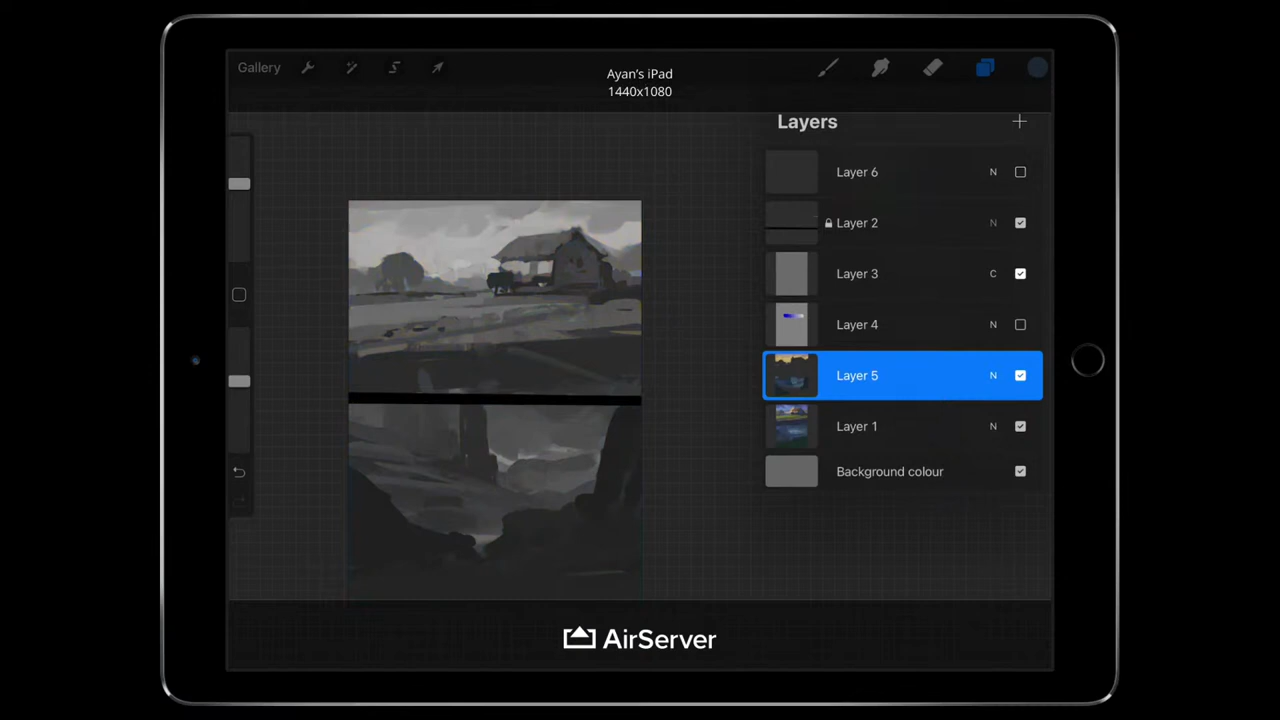 Gallery
Ayan's iPad
1440x1080
Layers
Layer 6 N
Layer 2 N
Layer 3 C
Layer 4 N
Layer 5 N
Layer 1 N
Background colour
AirServer